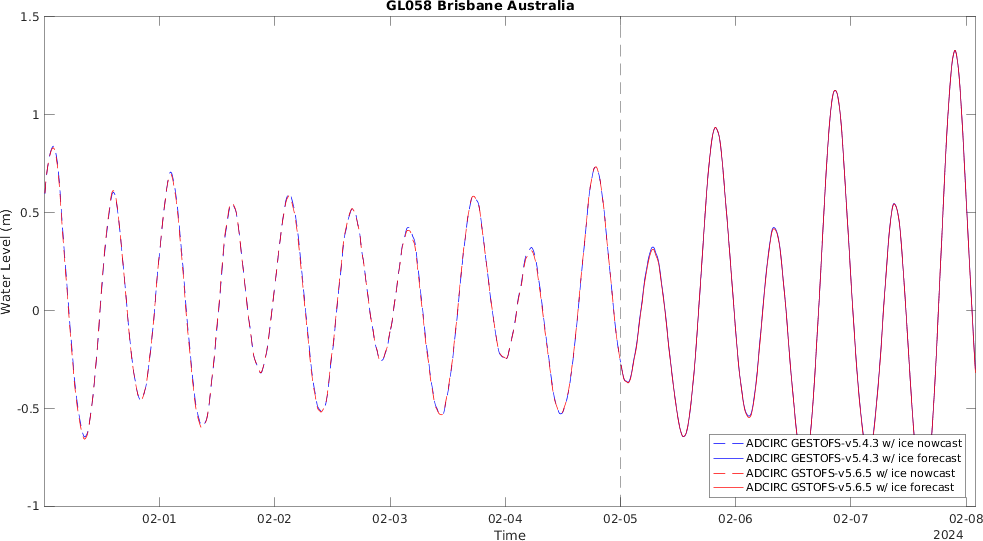 GL058 Brisbane Australia
1.5
1
0.5
0
-0.5
-1
Water Level (m)
02-01 02-02 02-03 02-04 02-05 02-06 02-07 02-08
Time
2024
ADCIRC GESTOFS-v5.4.3 w/ ice nowcast
ADCIRC GESTOFS-v5.4.3 w/ ice forecast
ADCIRC GSTOFS-v5.6.5 w/ ice nowcast
ADCIRC GSTOFS-v5.6.5 w/ ice forecast